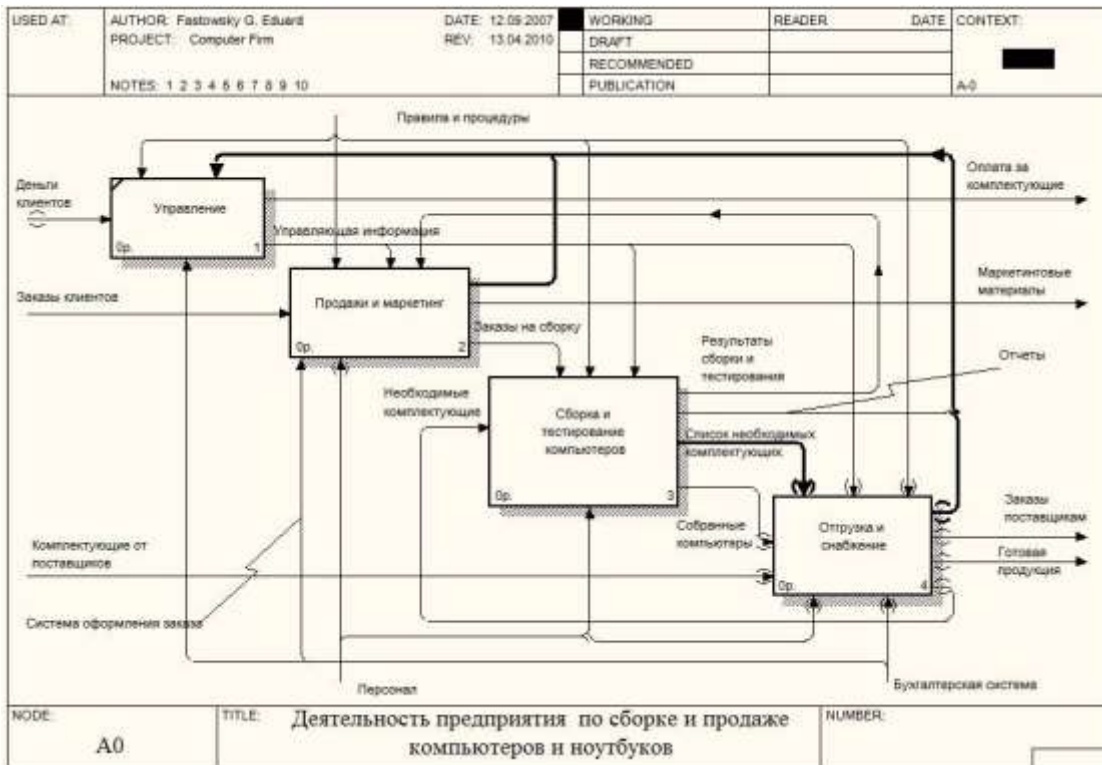 USED AT:
AUTHOR: Fastowsky G. Eduard
DATE: 12.09.2007
WORKING
READER
DATE
CONTEXT:
PROJECT: Computer Firm
REV: 13.04.2010
DRAFT
RECOMMENDED
NOTES: 1 2 3 4 5 6 7 8 9 10
PUBLICATION
A-0
Правила и процедуры
Деньги
клиентов
Управление
0р.
1
Оплата за
комплектующие
Управляющая информация
Заказы клиентов
Продажи и маркетинг
0р.
2
Маркетинговые
материалы
Заказы на сборку
Результаты
сборки и
тестирования
Отчеты
Необходимые
комплектующие
Сборка и
тестирование
компьютеров
0р.
3
Список необходимых
комплектующих
Собранные
компьютеры
Отгрузка и
снабжение
0р.
4
Заказы
поставщикам
Готовая
продукция
Комплектующие от
поставщиков
Система оформления заказа
Персонал
Бухгалтерская система
NODE:
A0
TITLE:
Деятельность предприятия по сборке и продаже
компьютеров и ноутбуков
NUMBER: